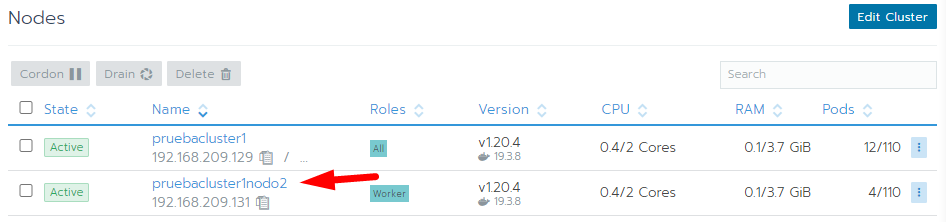 Nodes
Edit Cluster
Cordon Drain Delete
Search
State Name Roles Version CPU RAM Pods
Active pruebacluster1 All v1.20.4 0.4/2 Cores 0.1/3.7 GiB 12/110
192.168.209.129 / ... 19.3.8
Active pruebacluster1nodo2 Worker v1.20.4 0.4/2 Cores 0.1/3.7 GiB 4/110
192.168.209.131 19.3.8